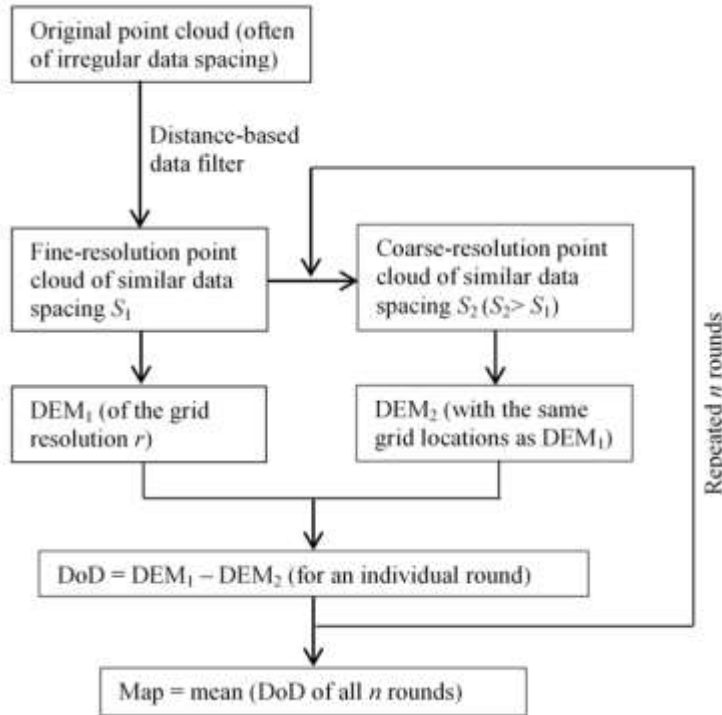 Original point cloud (often
of irregular data spacing)
Distance-based
data filter
Fine-resolution point
cloud of similar data
spacing S₁
Coarse-resolution point
cloud of similar data
spacing S₂ (S₂> S₁)
DEM₁ (of the grid
resolution r)
DEM₂ (with the same
grid locations as DEM₁)
Repeated n rounds
DoD = DEM₁ – DEM₂ (for an individual round)
Map = mean (DoD of all n rounds)